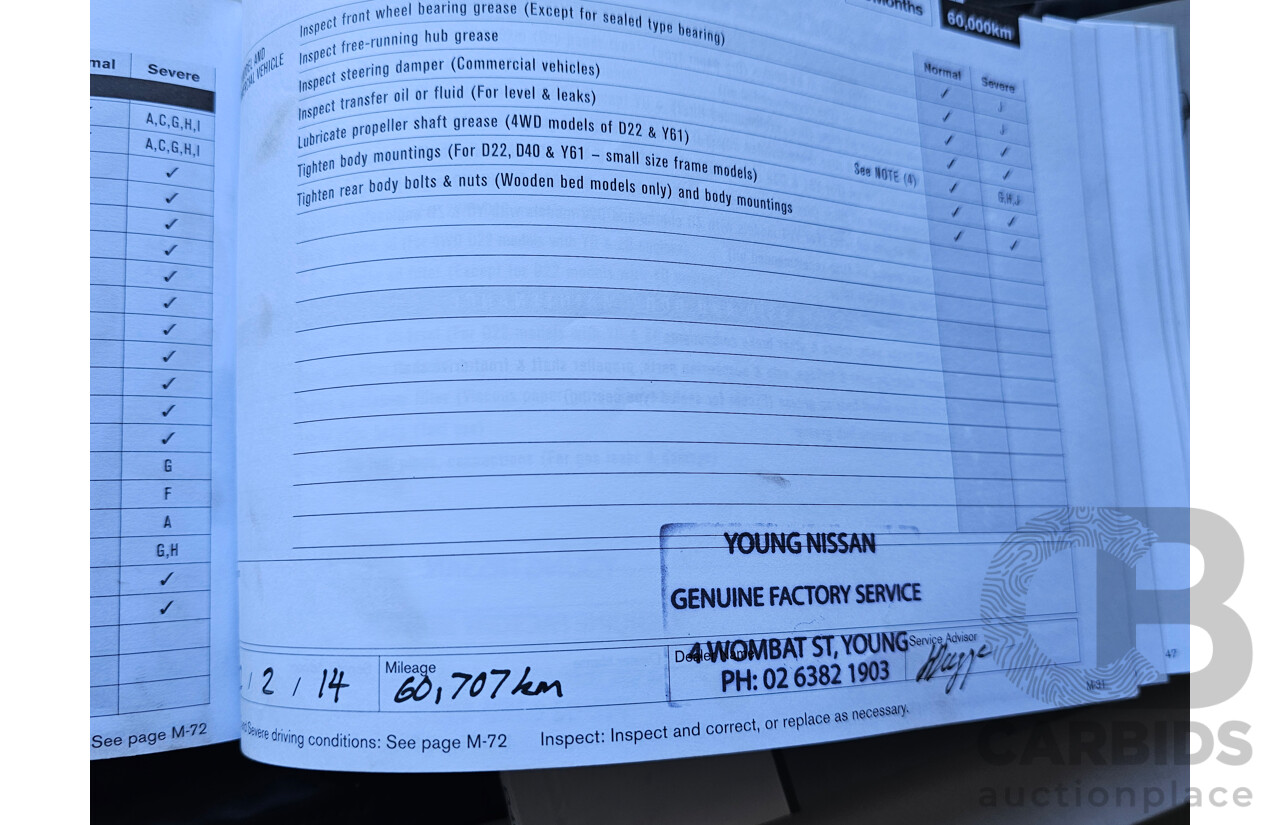 Severe
A,C,G,H,I
A,C,G,H,I
✓
✓
✓
✓
✓
✓
✓
✓
✓
✓
✓
G
F
A
G,H
✓
✓
See page M-72
60,000km
Normal Severe
Inspect front wheel bearing grease (Except for sealed type bearing)
Inspect free-running hub grease
Inspect steering damper (Commercial vehicles)
Inspect transfer oil or fluid (For level & leaks)
Lubricate propeller shaft grease (4WD models of D22 & Y61) G,H,J
Tighten body mountings (For D22, D40 & Y61 – small size frame models) See NOTE (4)
Tighten rear body bolts & nuts (Wooden bed models only) and body mountings
YOUNG NISSAN
GENUINE FACTORY SERVICE
4 WOMBAT ST, YOUNG
PH: 02 6382 1903
/ 2 / 14
Mileage
60,707km
Dealer Name
Service Advisor
Severe driving conditions: See page M-72 Inspect: Inspect and correct, or replace as necessary.
47
CB
CARBIDS
auctionplace